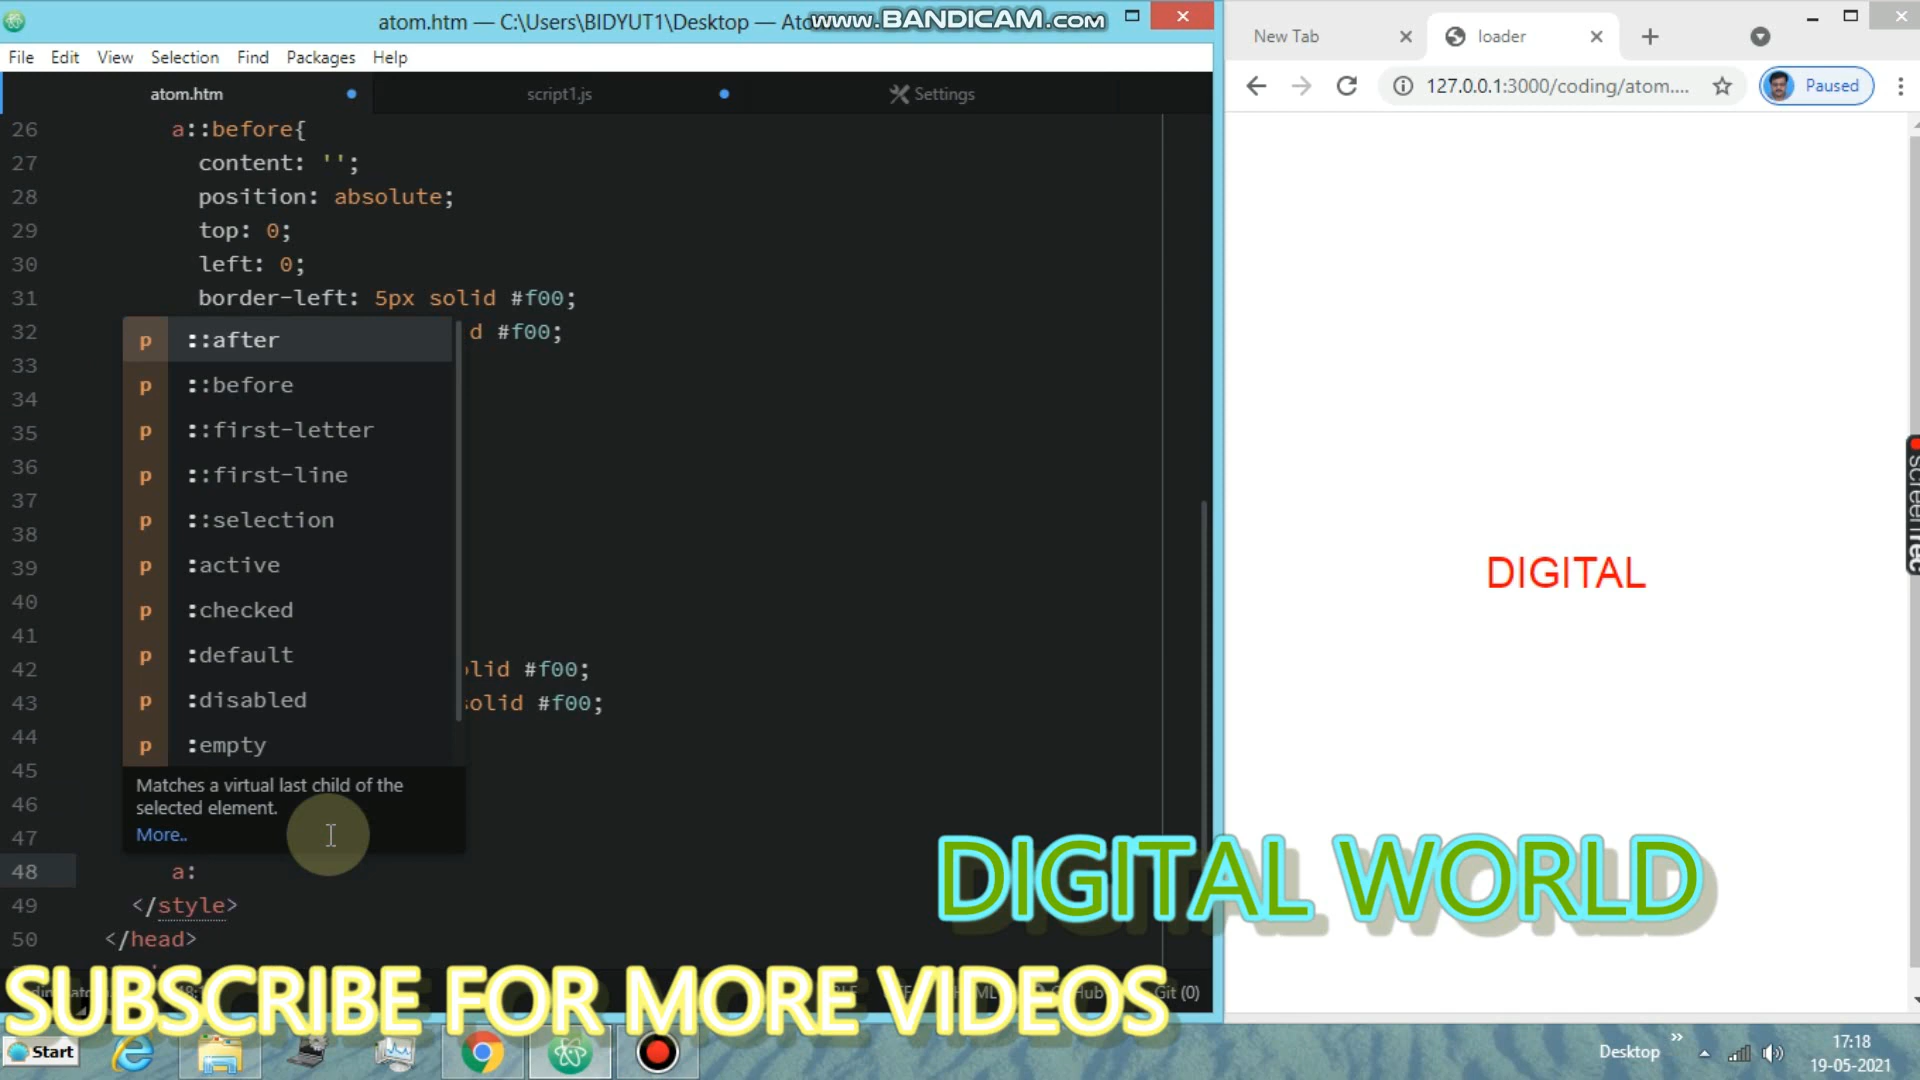 atom.htm — C:\Users\BIDYUT1\Desktop — Ato
www.BANDICAM.com
File Edit View Selection Find Packages Help
atom.htm script1.js Settings
26 a::before{
27 content: '';
28 position: absolute;
29 top: 0;
30 left: 0;
31 border-left: 5px solid #f00;
32 d #f00;
33
34
35
36
37
38
39
40
41
42 olid #f00;
43 solid #f00;
44
45
46
47
48 a:
49 </style>
50 </head>
p ::after
p ::before
p ::first-letter
p ::first-line
p ::selection
p :active
p :checked
p :default
p :disabled
p :empty
Matches a virtual last child of the
selected element.
More..
Git (0)
New Tab loader
127.0.0.1:3000/coding/atom.... Paused
DIGITAL
screenrec
DIGITAL WORLD
SUBSCRIBE FOR MORE VIDEOS
Start
Desktop
17:18
19-05-2021